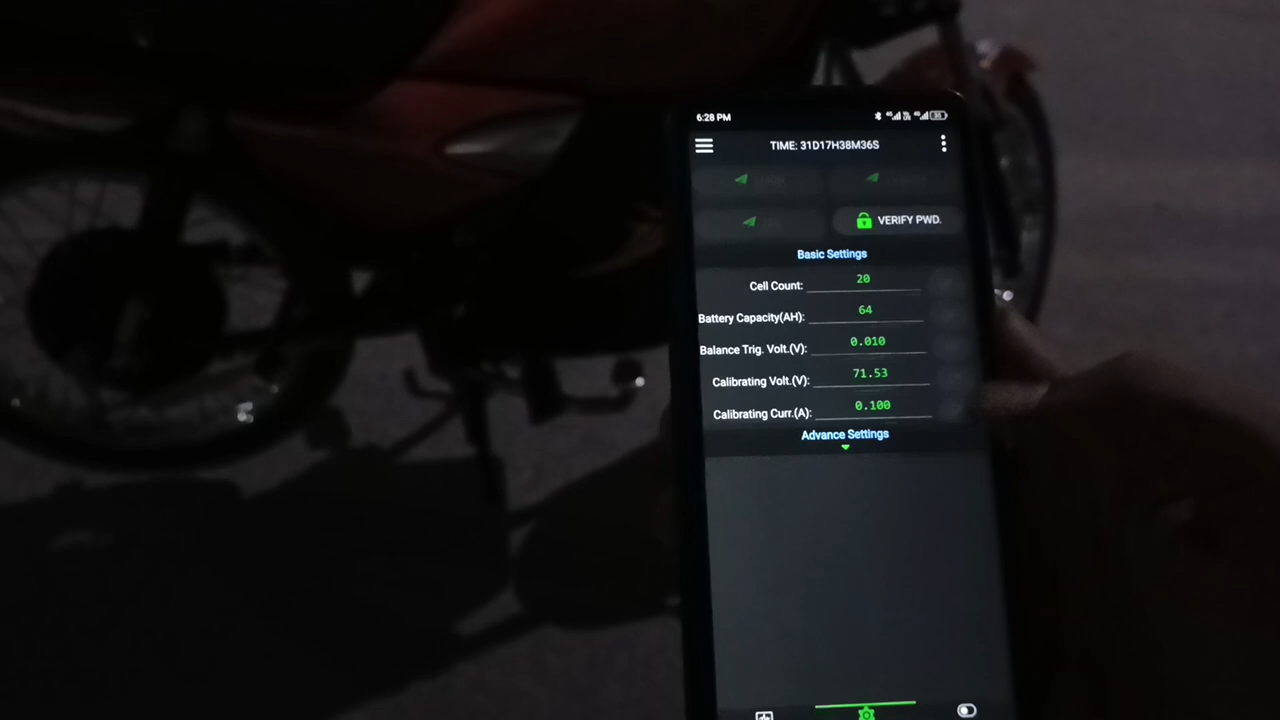 6:28 PM
TIME: 31D17H38M36S
VERIFY PWD.
Basic Settings
Cell Count: 20
Battery Capacity(AH): 64
Balance Trig. Volt.(V): 0.010
Calibrating Volt.(V): 71.53
Calibrating Curr.(A): 0.100
Advance Settings